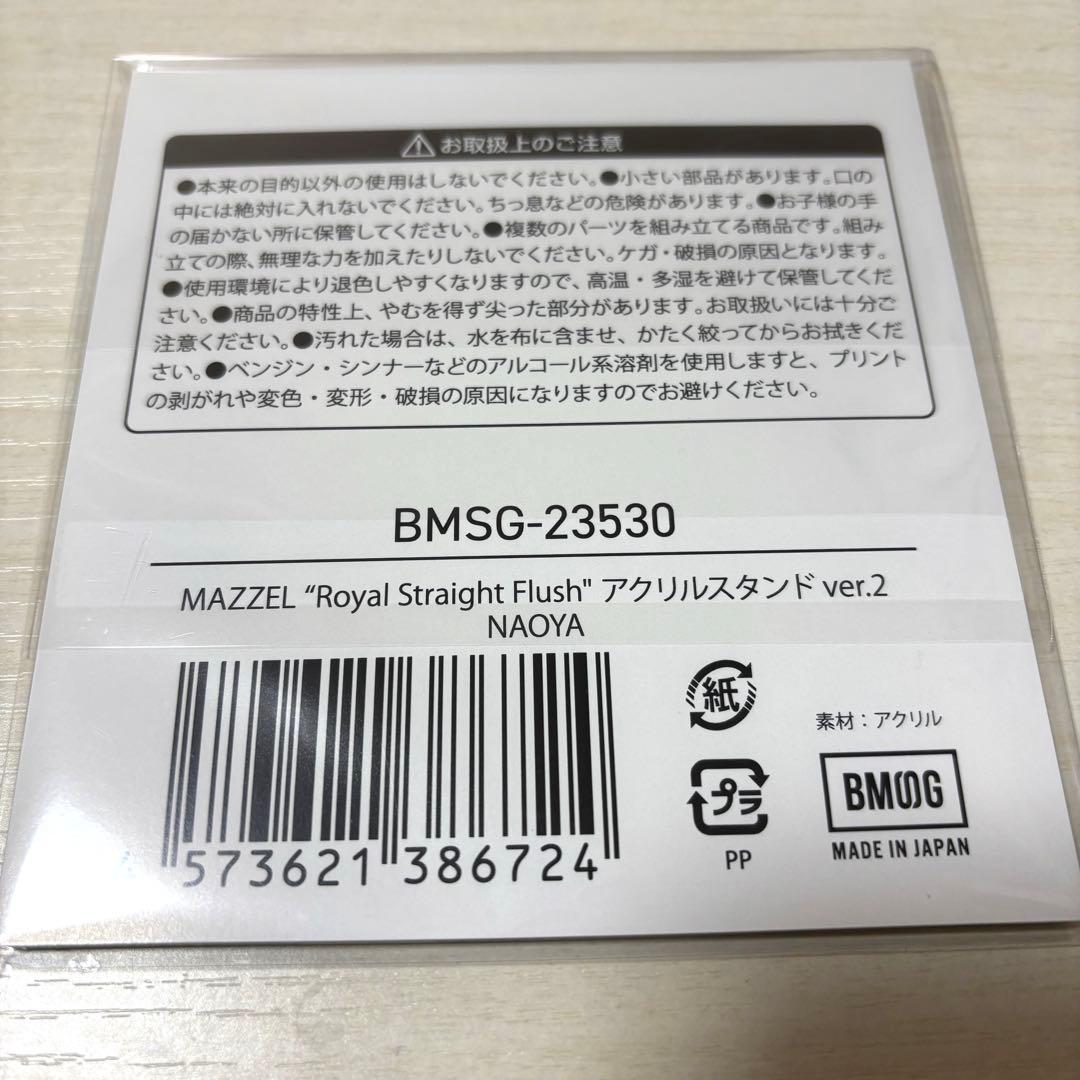 ⚠ お取扱上のご注意
●本来の目的以外の使用はしないでください。●小さい部品があります。口の
中には絶対に入れないでください。ちっ息などの危険があります。●お子様の手
の届かない所に保管してください。●複数のパーツを組み立てる商品です。組み
立ての際、無理な力を加えたりしないでください。ケガ・破損の原因となります。
●使用環境により退色しやすくなりますので、高温・多湿を避けて保管してくだ
さい。●商品の特性上、やむを得ず尖った部分があります。お取扱いには十分ご
注意ください。●汚れた場合は、水を布に含ませ、かたく絞ってからお拭きくだ
さい。●ベンジン・シンナーなどのアルコール系溶剤を使用しますと、プリント
の剥がれや変色・変形・破損の原因になりますのでお避けください。
BMSG-23530
MAZZEL “Royal Straight Flush" アクリルスタンド ver.2
NAOYA
573621 386724
紙
プラ
PP
素材：アクリル
BMSG
MADE IN JAPAN